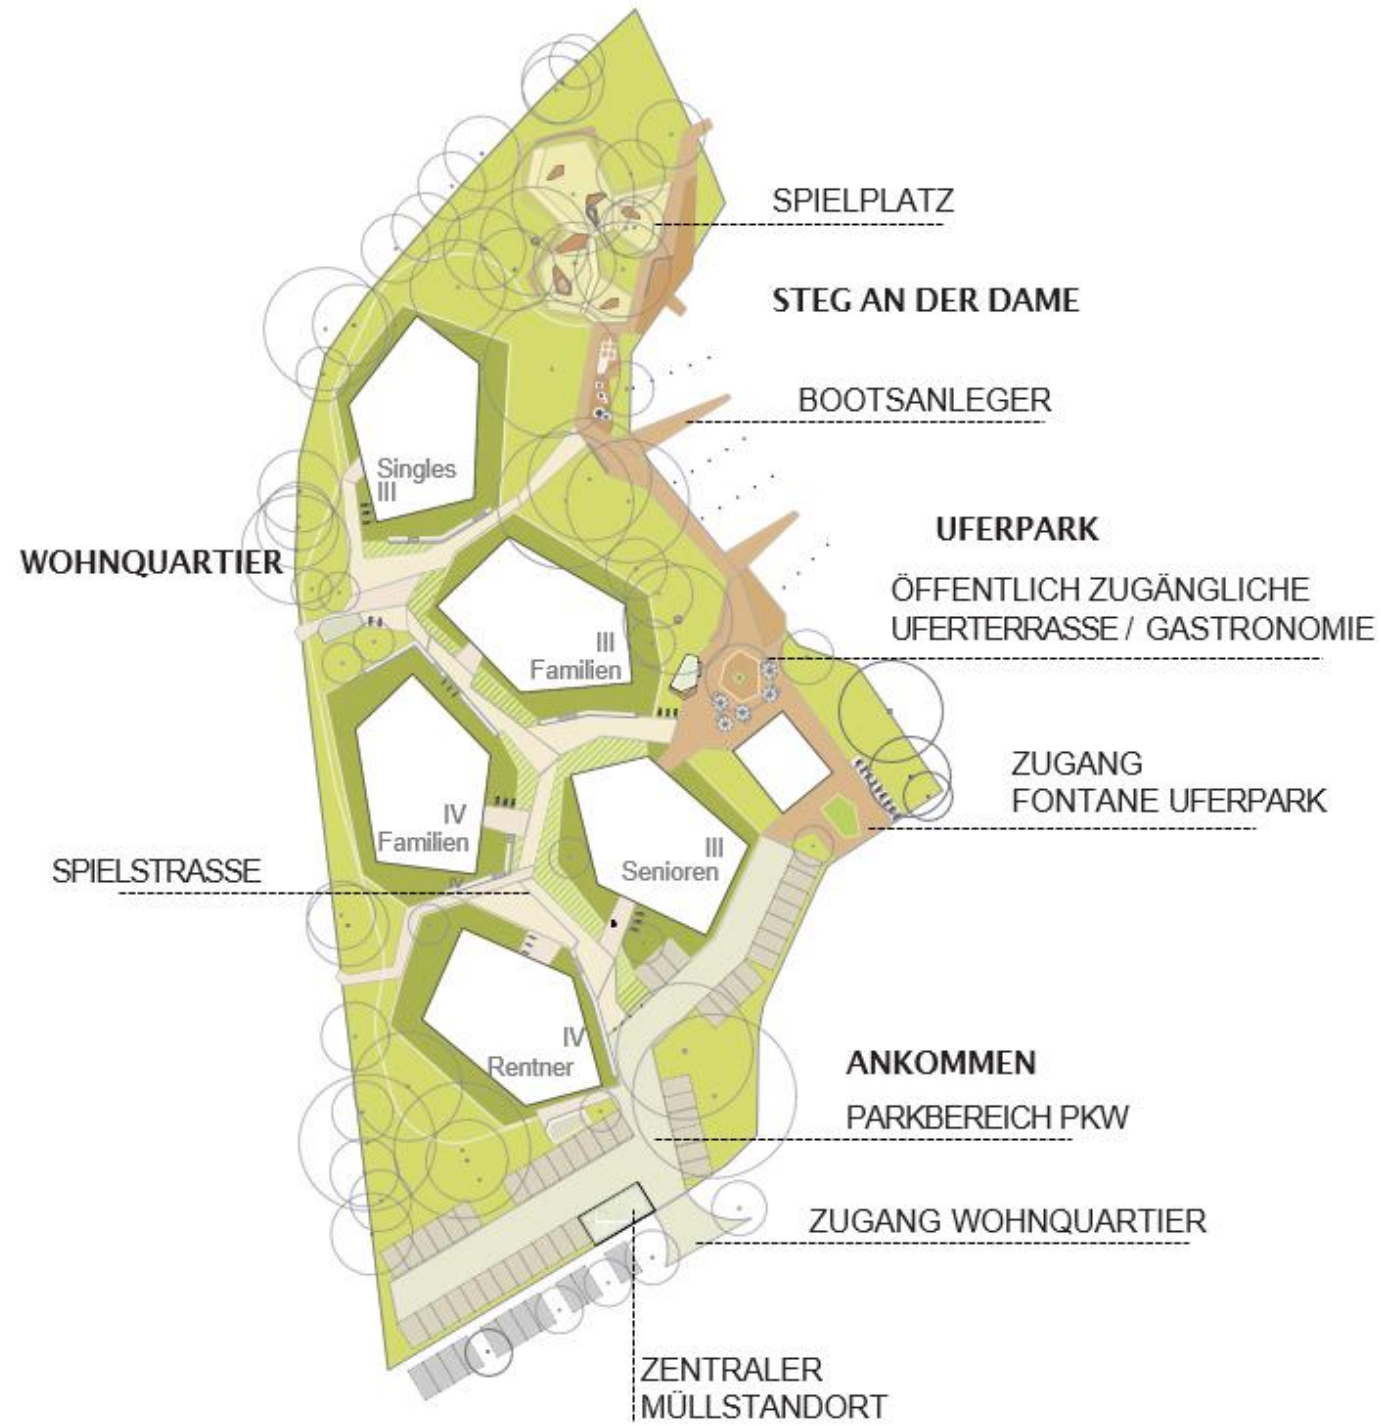 SPIELPLATZ
STEG AN DER DAME
BOOTSANLEGER
Singles
III
UFERPARK
WOHNQUARTIER
ÖFFENTLICH ZUGÄNGLICHE
UFERTERRASSE / GASTRONOMIE
III
Familien
ZUGANG
FONTANE UFERPARK
IV
Familien
III
Senioren
SPIELSTRASSE
IV
IV
Rentner
ANKOMMEN
PARKBEREICH PKW
ZUGANG WOHNQUARTIER
ZENTRALER
MÜLLSTANDORT